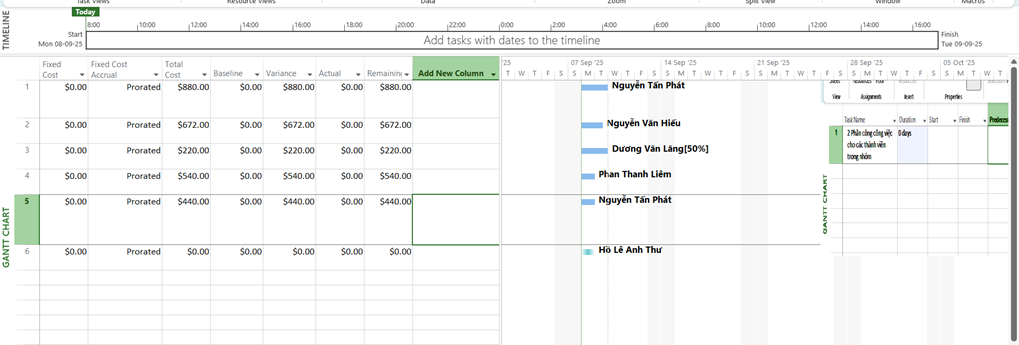 Task Views Resource Views Data Zoom Split View Window Macros
Today
TIMELINE
8:00 10:00 12:00 14:00 16:00 18:00 20:00 22:00 Tue 09-09-25 10:00 12:00 14:00 16:00
Start
Mon 08-09-25
Add tasks with dates to the timeline
Finish
Tue 09-09-25
Fixed Cost Fixed Cost Accrual Total Cost Baseline Variance Actual Remaining Add New Column
'25 07 Sep '25 14 Sep '25 21 Sep '25 28 Sep '25 05 Oct '25
1 $0.00 Prorated $880.00 $0.00 $880.00 $0.00 $880.00 Nguyễn Tấn Phát
2 $0.00 Prorated $672.00 $0.00 $672.00 $0.00 $672.00 Nguyễn Văn Hiếu
3 $0.00 Prorated $220.00 $0.00 $220.00 $0.00 $220.00 Dương Văn Lăng[50%]
4 $0.00 Prorated $540.00 $0.00 $540.00 $0.00 $540.00 Phan Thanh Liêm
5 $0.00 Prorated $440.00 $0.00 $440.00 $0.00 $440.00 Nguyễn Tấn Phát
6 $0.00 Prorated $0.00 $0.00 $0.00 $0.00 $0.00 Hồ Lê Anh Thư
GANTT CHART
View Assignments Insert Properties
Task Name Duration Start Finish
1 2 Phân công công việc 0 days
cho các thành viên
trong nhóm
GANTT CHART